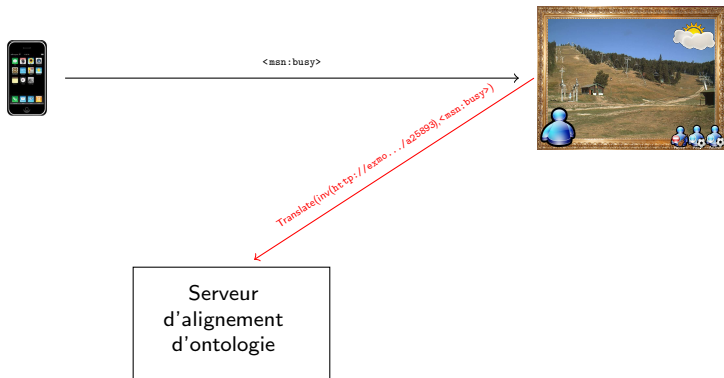 <msn:busy>
Translate(inv(http://exmo.../a25893),<msn:busy>)
Serveur
d'alignement
d'ontologie